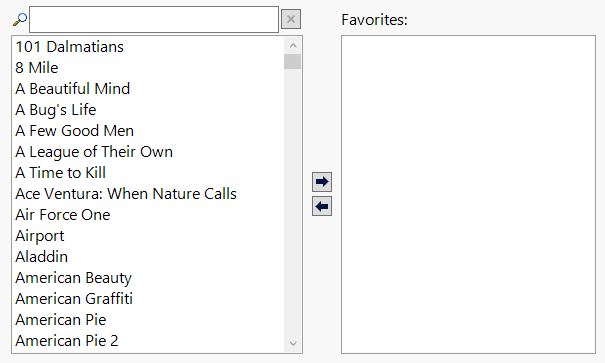 Favorites:
101 Dalmatians
8 Mile
A Beautiful Mind
A Bug's Life
A Few Good Men
A League of Their Own
A Time to Kill
Ace Ventura: When Nature Calls
Air Force One
Airport
Aladdin
American Beauty
American Graffiti
American Pie
American Pie 2